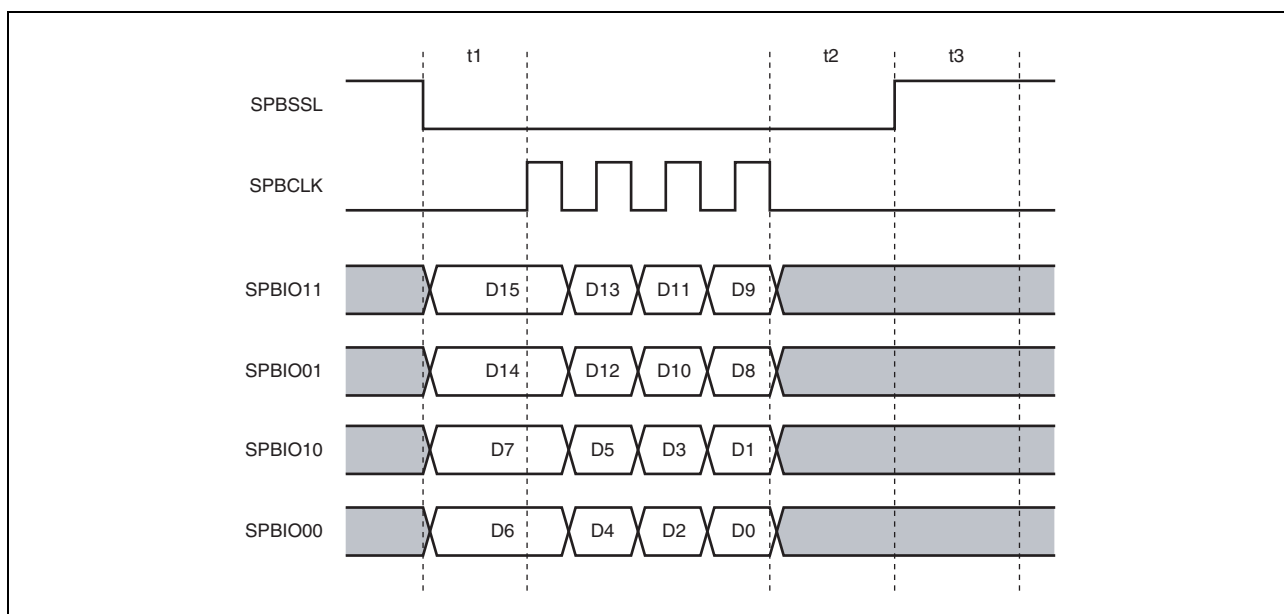 t1 t2 t3
SPBSSL
SPBCLK
SPBIO11 D15 D13 D11 D9
SPBIO01 D14 D12 D10 D8
SPBIO10 D7 D5 D3 D1
SPBIO00 D6 D4 D2 D0